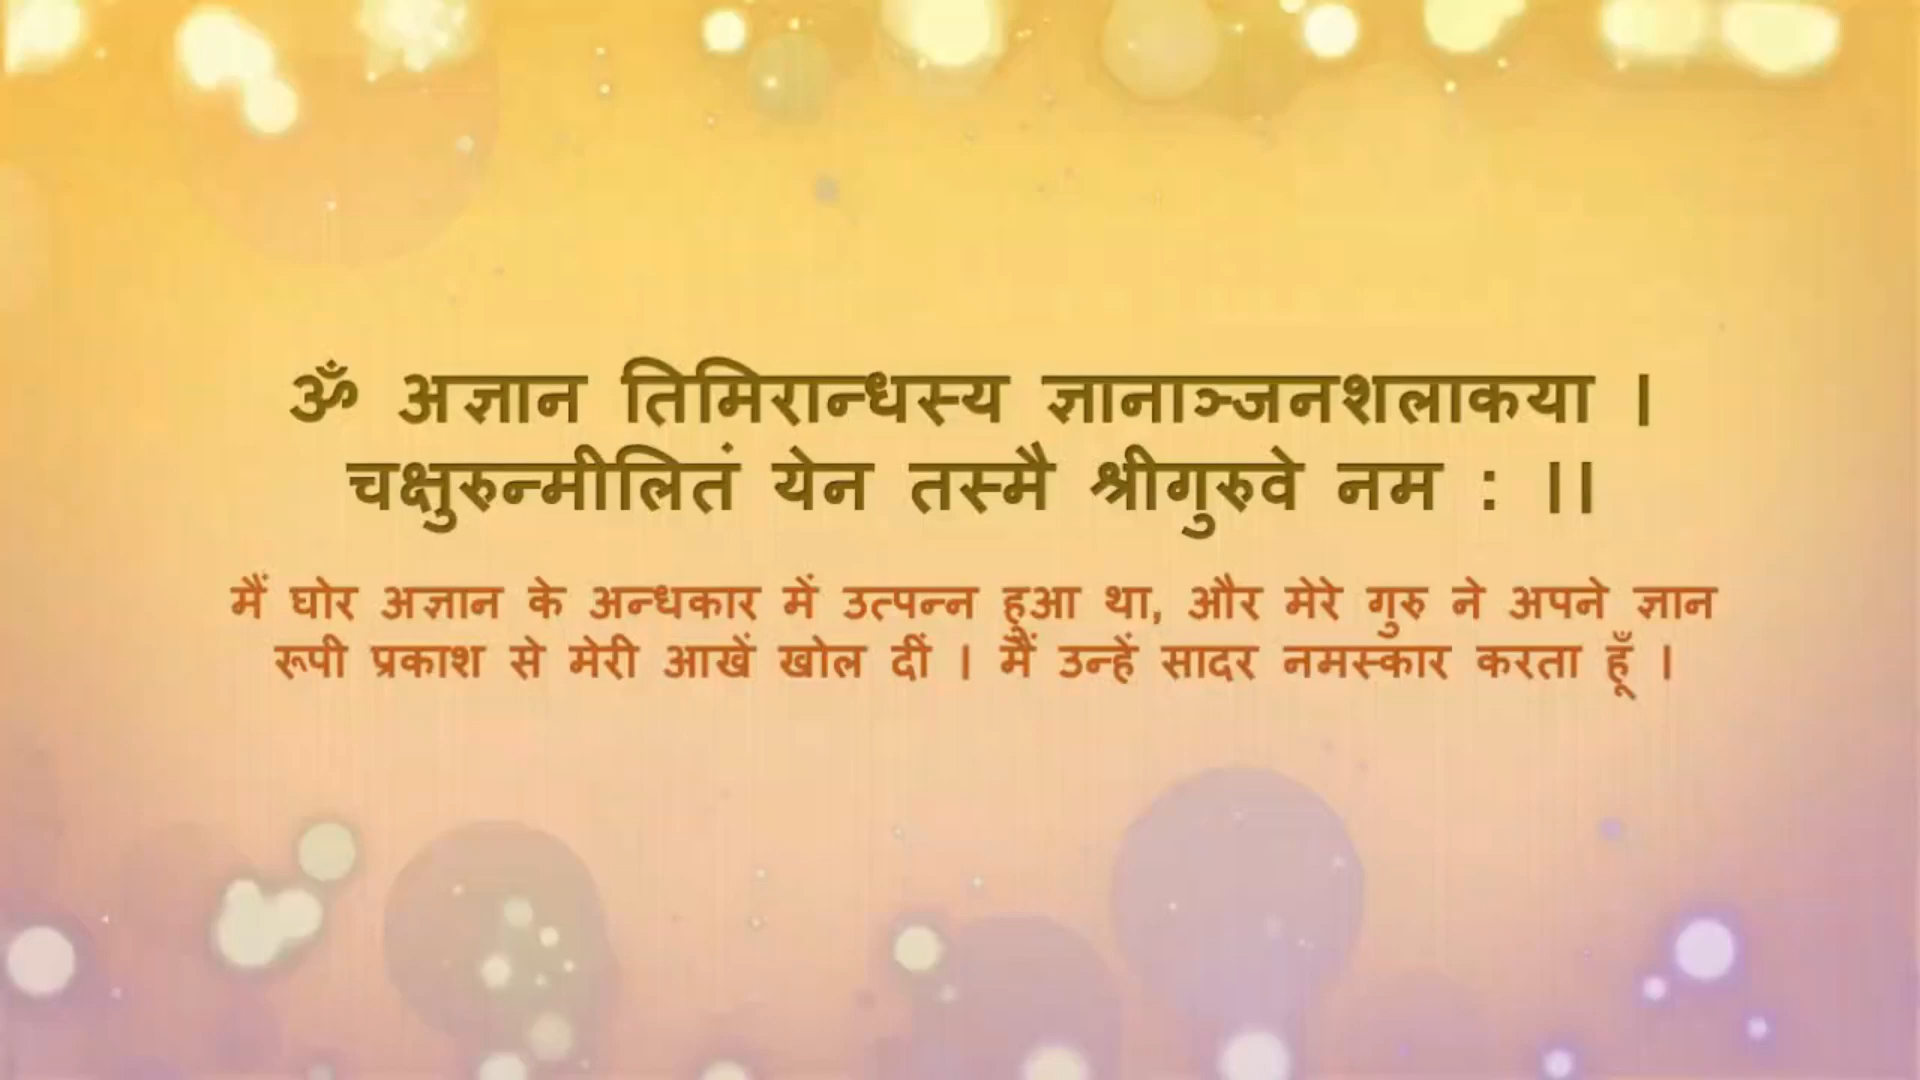 ॐ अज्ञान तिमिरान्धस्य ज्ञानाञ्जनशलाकया ।
चक्षुरुन्मीलितं येन तस्मै श्रीगुरुवे नम : ।।
मैं घोर अज्ञान के अन्धकार में उत्पन्न हुआ था, और मेरे गुरु ने अपने ज्ञान
रूपी प्रकाश से मेरी आखें खोल दीं । मैं उन्हें सादर नमस्कार करता हूँ ।